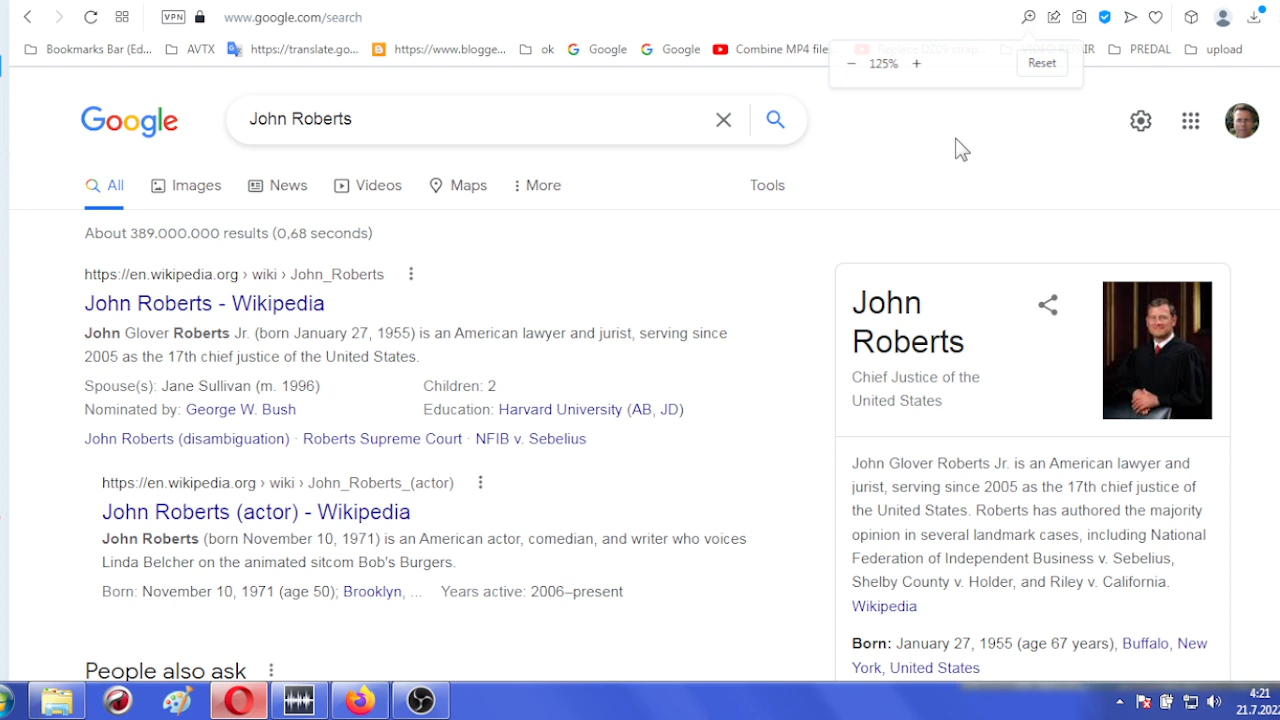 VPN www.google.com/search
Bookmarks Bar (Ed... AVTX https://translate.go... https://www.blogge... ok Google Google Combine MP4 file PREDAL upload
125% Reset
Google John Roberts
All Images News Videos Maps More Tools
About 389.000.000 results (0,68 seconds)
https://en.wikipedia.org › wiki › John_Roberts
John Roberts - Wikipedia
John Glover Roberts Jr. (born January 27, 1955) is an American lawyer and jurist, serving since
2005 as the 17th chief justice of the United States.
Spouse(s): Jane Sullivan (m. 1996) Children: 2
Nominated by: George W. Bush Education: Harvard University (AB, JD)
John Roberts (disambiguation) · Roberts Supreme Court · NFIB v. Sebelius
https://en.wikipedia.org › wiki › John_Roberts_(actor)
John Roberts (actor) - Wikipedia
John Roberts (born November 10, 1971) is an American actor, comedian, and writer who voices
Linda Belcher on the animated sitcom Bob's Burgers.
Born: November 10, 1971 (age 50); Brooklyn, ... Years active: 2006–present
People also ask
John
Roberts
Chief Justice of the
United States
John Glover Roberts Jr. is an American lawyer and
jurist, serving since 2005 as the 17th chief justice of
the United States. Roberts has authored the majority
opinion in several landmark cases, including National
Federation of Independent Business v. Sebelius,
Shelby County v. Holder, and Riley v. California.
Wikipedia
Born: January 27, 1955 (age 67 years), Buffalo, New
York, United States
4:21
21.7.202